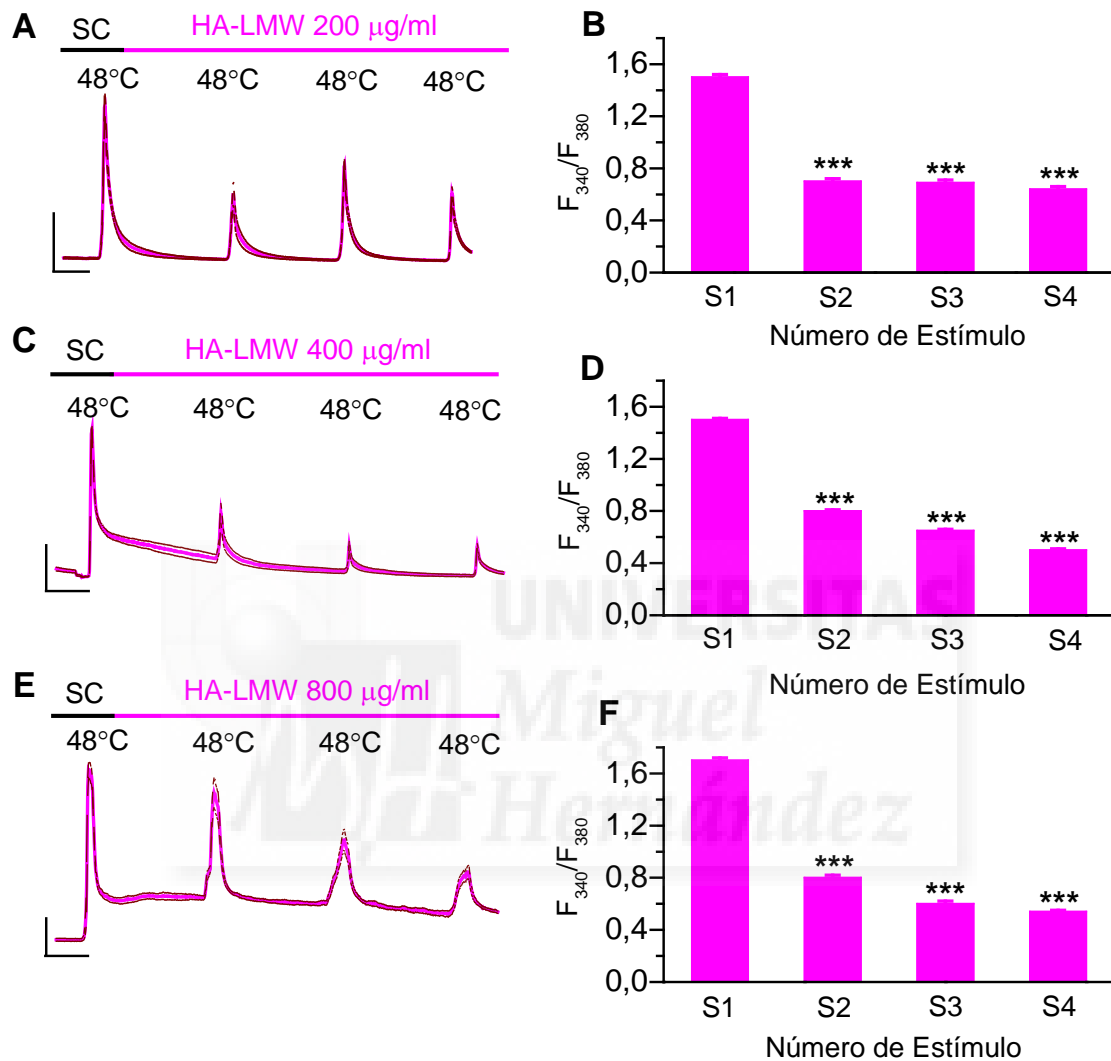 A
SC HA-LMW 200 μg/ml
48°C 48°C 48°C 48°C
B
F340/F380
1,6
1,2
0,8
0,4
0,0
*** *** ***
S1 S2 S3 S4
Número de Estímulo
C
SC HA-LMW 400 μg/ml
48°C 48°C 48°C 48°C
D
F340/F380
1,6
1,2
0,8
0,4
0,0
*** *** ***
S1 S2 S3 S4
Número de Estímulo
E
SC HA-LMW 800 μg/ml
48°C 48°C 48°C 48°C
F
F340/F380
1,6
1,2
0,8
0,4
0,0
*** *** ***
S1 S2 S3 S4
Número de Estímulo
UNIVERSITAS
Miguel
Hernández